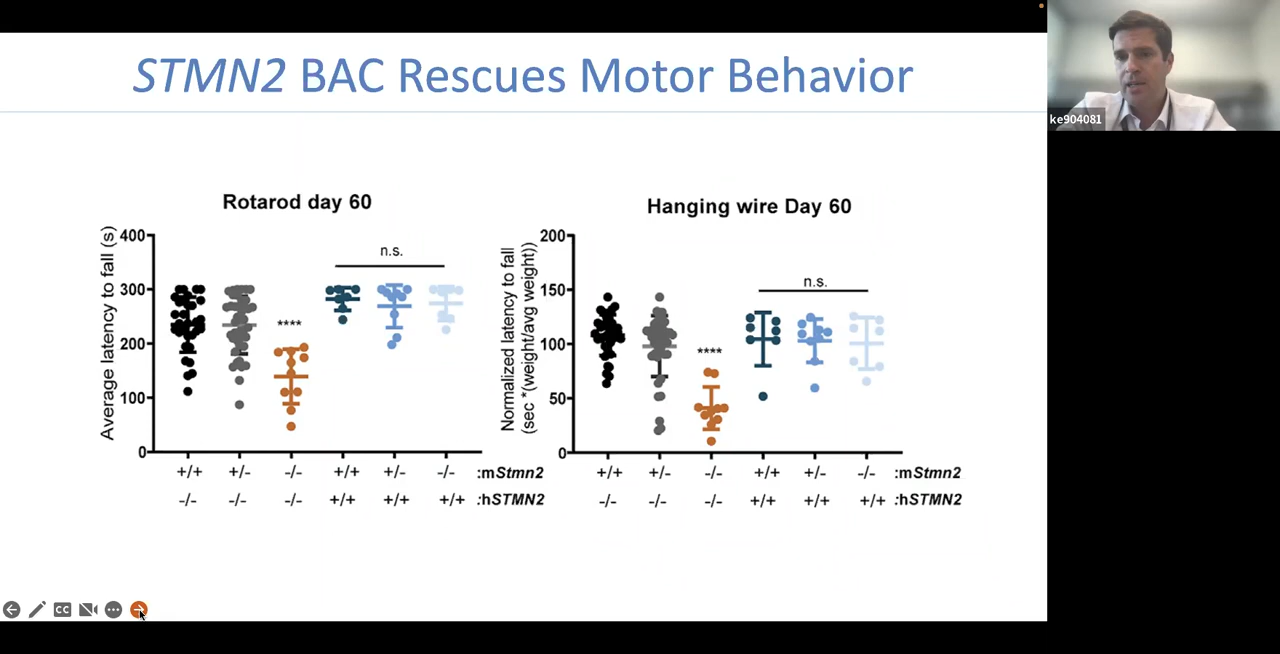 STMN2 BAC Rescues Motor Behavior
ke904081
Rotarod day 60
Average latency to fall (s)
400
300
200
100
0
n.s.
****
+/+ +/- -/- +/+ +/- -/- :mStmn2
-/- -/- -/- +/+ +/+ +/+ :hSTMN2
Hanging wire Day 60
Normalized latency to fall
(sec *(weight/avg weight))
200
150
100
50
0
n.s.
****
+/+ +/- -/- +/+ +/- -/- :mStmn2
-/- -/- -/- +/+ +/+ +/+ :hSTMN2
CC